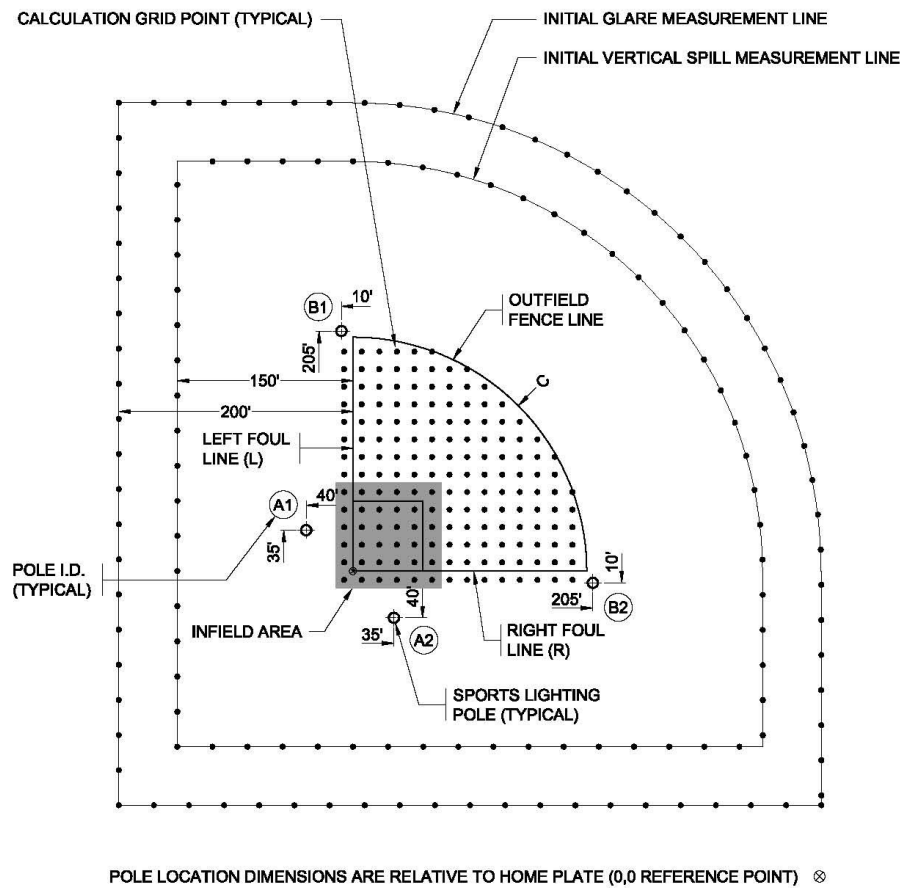 CALCULATION GRID POINT (TYPICAL)
INITIAL GLARE MEASUREMENT LINE
INITIAL VERTICAL SPILL MEASUREMENT LINE
B1
10'
205'
OUTFIELD
FENCE LINE
C
150'
200'
LEFT FOUL
LINE (L)
A1
40'
35'
POLE I.D.
(TYPICAL)
10'
205'
B2
40'
INFIELD AREA
35'
A2
RIGHT FOUL
LINE (R)
SPORTS LIGHTING
POLE (TYPICAL)
POLE LOCATION DIMENSIONS ARE RELATIVE TO HOME PLATE (0,0 REFERENCE POINT) ⊗